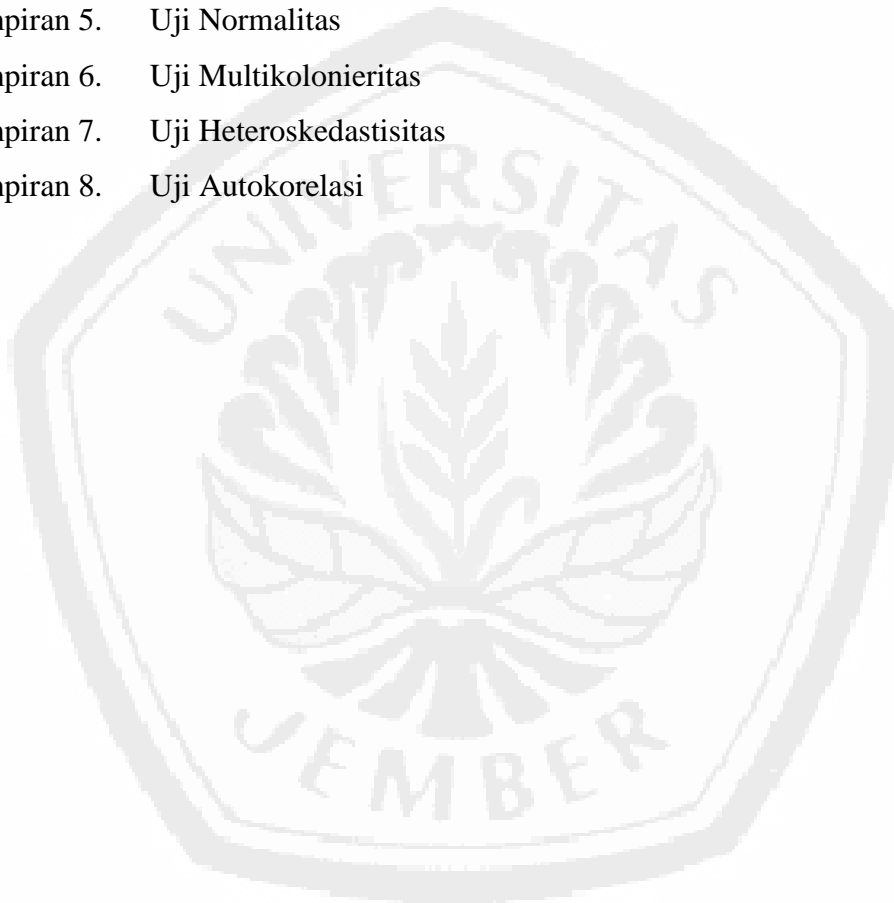 mpiran 5. Uji Normalitas
mpiran 6. Uji Multikolonieritas
mpiran 7. Uji Heteroskedastisitas
mpiran 8. Uji Autokorelasi
UNIVERSITAS
JEMBER